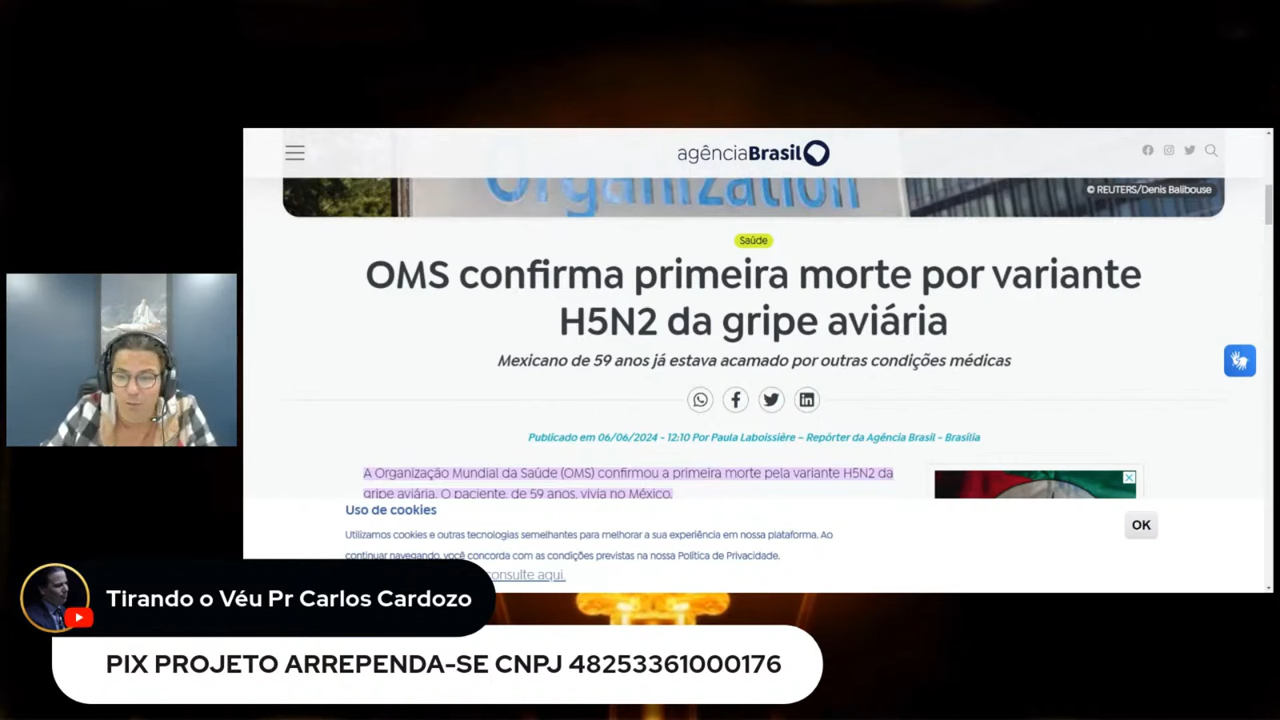 agênciaBrasil
Organization
© REUTERS/Denis Balibouse
Saúde
OMS confirma primeira morte por variante
H5N2 da gripe aviária
Mexicano de 59 anos já estava acamado por outras condições médicas
Publicado em 06/06/2024 - 12:10 Por Paula Laboissière – Repórter da Agência Brasil - Brasília
A Organização Mundial da Saúde (OMS) confirmou a primeira morte pela variante H5N2 da
gripe aviária. O paciente, de 59 anos, vivia no México.
Uso de cookies
Utilizamos cookies e outras tecnologias semelhantes para melhorar a sua experiência em nossa plataforma. Ao
continuar navegando, você concorda com as condições previstas na nossa Política de Privacidade.
consulte aqui.
OK
Tirando o Véu Pr Carlos Cardozo
PIX PROJETO ARREPENDA-SE CNPJ 48253361000176